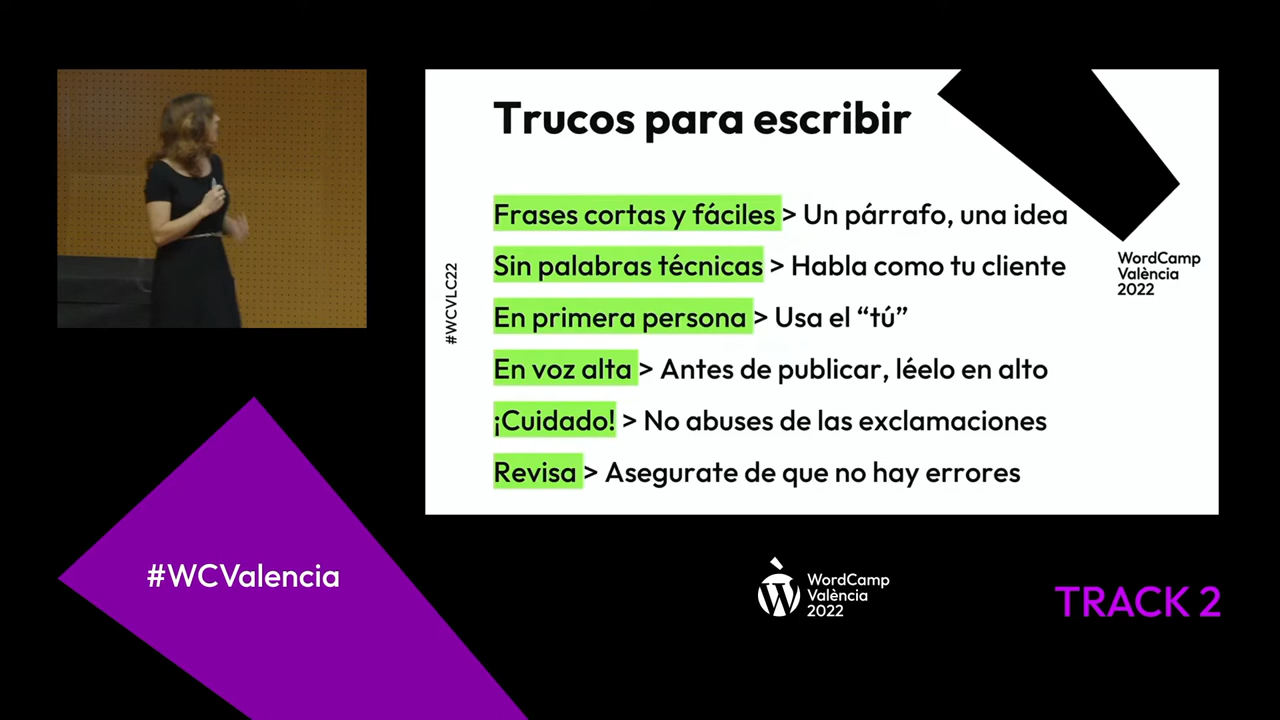 Trucos para escribir
Frases cortas y fáciles > Un párrafo, una idea
Sin palabras técnicas > Habla como tu cliente
En primera persona > Usa el “tú”
En voz alta > Antes de publicar, léelo en alto
¡Cuidado! > No abuses de las exclamaciones
Revisa > Asegurate de que no hay errores
#WCVLC22
WordCamp
València
2022
#WCValencia
WordCamp
València
2022
TRACK 2